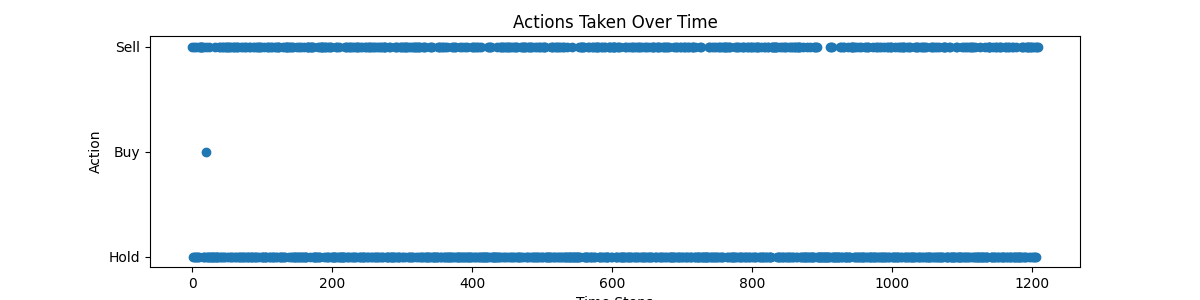 Actions Taken Over Time
Sell
Buy
Hold
Action
0 200 400 600 800 1000 1200
Time Steps